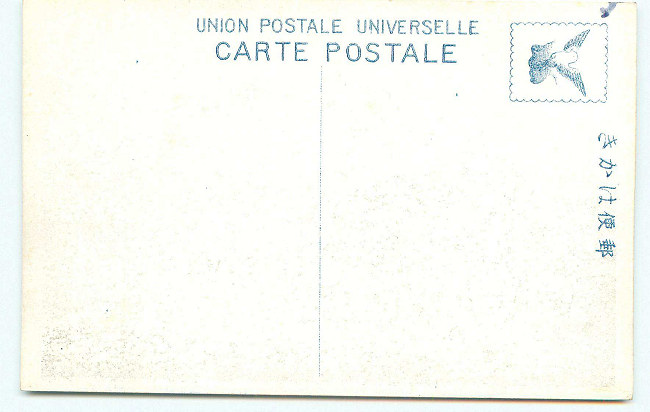 UNION POSTALE UNIVERSELLE
CARTE POSTALE
郵便はかき